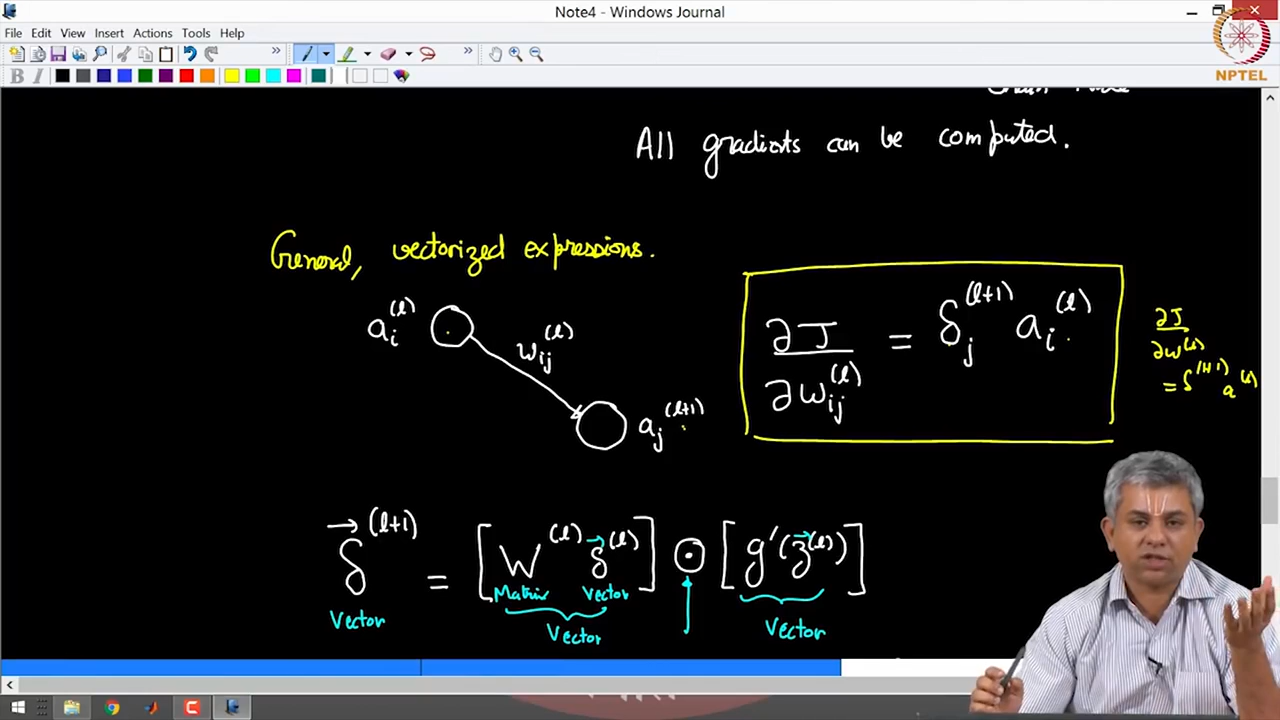 Note4 - Windows Journal
File Edit View Insert Actions Tools Help
NPTEL
B I
All gradients can be computed.
General, vectorized expressions.
a_i^(l)
w_ij^(l)
a_j^(l+1)
∂J/∂w_ij^(l) = δ_j^(l+1) a_i^(l)
∂J/∂w^(l)
= δ^(l+1) a^(l)
δ⃗^(l+1) = [W^(l) δ⃗^(l)] ⊙ [g'(z⃗^(l))]
Matrix Vector
Vector Vector Vector